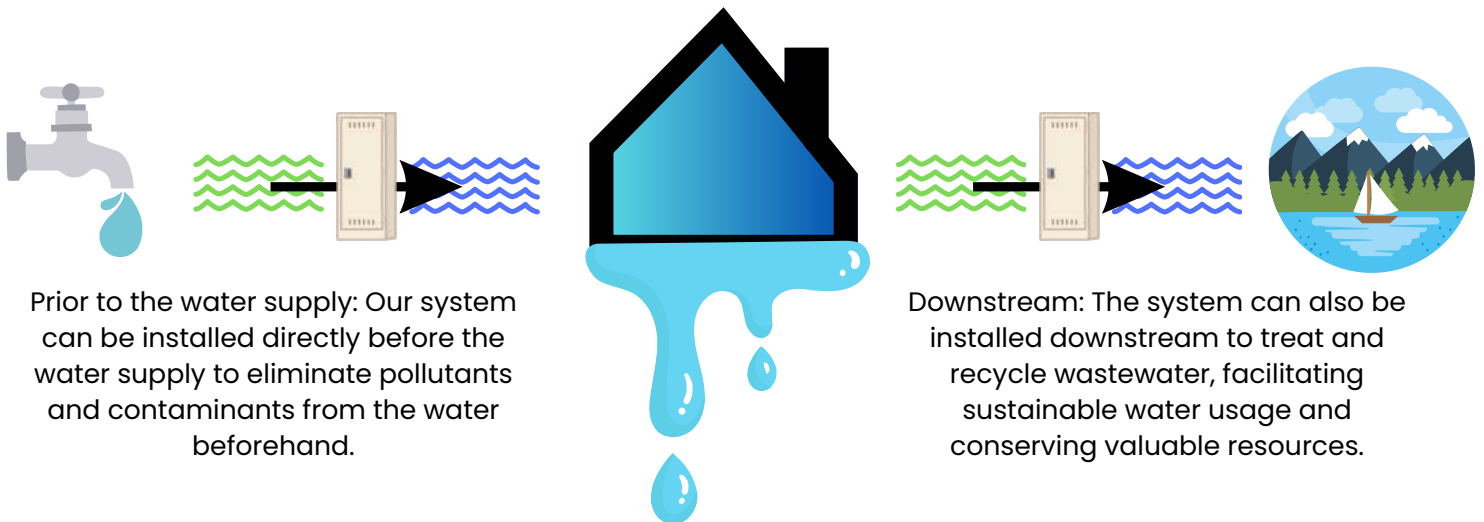 Prior to the water supply: Our system
can be installed directly before the
water supply to eliminate pollutants
and contaminants from the water
beforehand.
Downstream: The system can also be
installed downstream to treat and
recycle wastewater, facilitating
sustainable water usage and
conserving valuable resources.